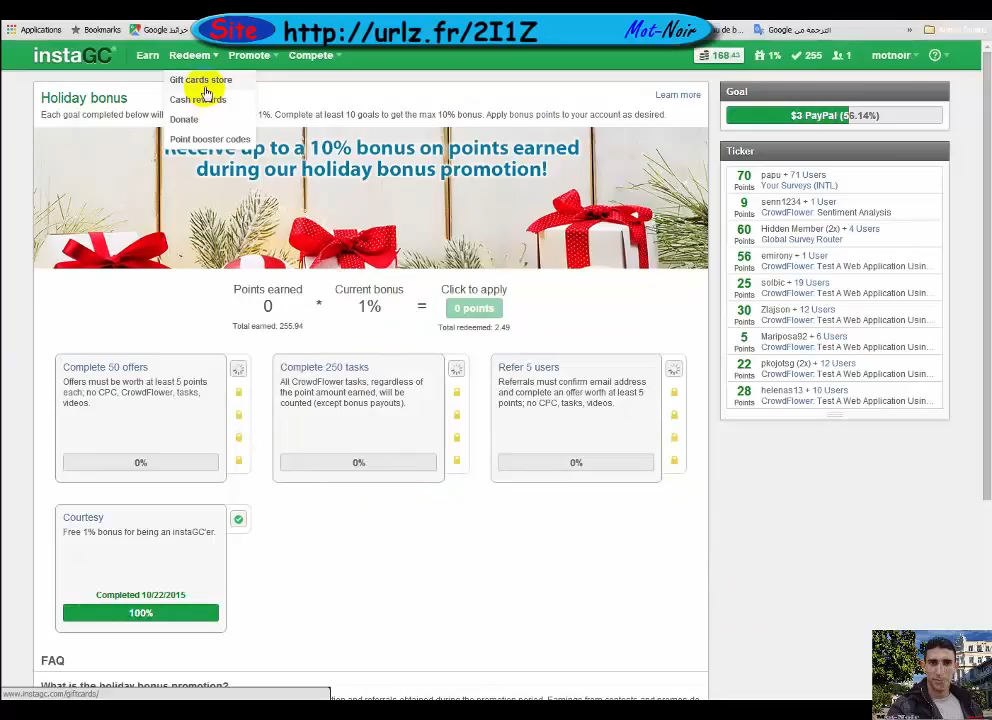 Applications
Bookmarks
Google
Site http://urlz.fr/2I1Z Mot-Noir
Google الترجمة من
»
instaGC Earn Redeem Promote Compete 168.43 1% 255 1 motnoir
Gift cards store
Cash rewards
Donate
Point booster codes
Holiday bonus
Learn more
Each goal completed below will
1%. Complete at least 10 goals to get the max 10% bonus. Apply bonus points to your account as desired.
Receive up to a 10% bonus on points earned
during our holiday bonus promotion!
Points earned Current bonus Click to apply
0 * 1% = 0 points
Total earned, 255.94 Total redeemed: 2.49
Complete 50 offers
Offers must be worth at least 5 points
each; no CPC, CrowdFlower, tasks,
videos.
0%
Complete 250 tasks
All CrowdFlower tasks, regardless of
the point amount earned, will be
counted (except bonus payouts).
0%
Refer 5 users
Referrals must confirm email address
and complete an offer worth at least 5
points; no CPC, tasks, videos.
0%
Courtesy
Free 1% bonus for being an instaGC'er.
Completed 10/22/2015
100%
FAQ
What is the holiday bonus promotion?
Goal
$3 PayPal (56.14%)
Ticker
70 Points papu + 71 Users
Your Surveys (INTL)
9 Points senn1234 + 1 User
CrowdFlower: Sentiment Analysis
60 Points Hidden Member (2x) + 4 Users
Global Survey Router
56 Points emirony + 1 User
CrowdFlower: Test A Web Application Usin...
25 Points solbic + 19 Users
CrowdFlower: Test A Web Application Usin...
30 Points Zlajson + 12 Users
CrowdFlower: Test A Web Application Usin...
5 Points Mariposa92 + 6 Users
CrowdFlower: Test A Web Application Usin...
22 Points pkojotsg (2x) + 12 Users
CrowdFlower: Test A Web Application Usin...
28 Points helenas13 + 10 Users
CrowdFlower: Test A Web Application Usin...
www.instagc.com/giftcards/
Mot-Noir